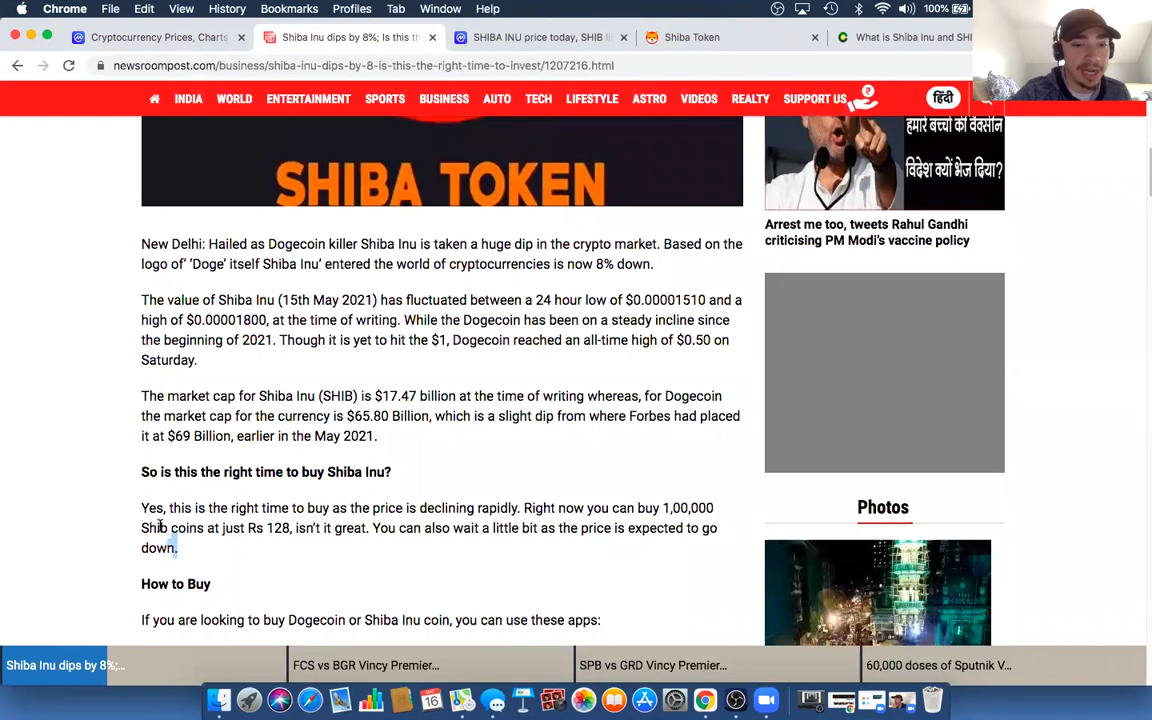 Chrome File Edit View History Bookmarks Profiles Tab Window Help 100%
Cryptocurrency Prices, Charts
Shiba Inu dips by 8%; Is this th
SHIBA INU price today, SHIB li
Shiba Token
What is Shiba Inu and SHI
newsroompost.com/business/shiba-inu-dips-by-8-is-this-the-right-time-to-invest/1207216.html
INDIA WORLD ENTERTAINMENT SPORTS BUSINESS AUTO TECH LIFESTYLE ASTRO VIDEOS REALTY SUPPORT US हिंदी
SHIBA TOKEN
New Delhi: Hailed as Dogecoin killer Shiba Inu is taken a huge dip in the crypto market. Based on the
logo of' 'Doge' itself Shiba Inu' entered the world of cryptocurrencies is now 8% down.
The value of Shiba Inu (15th May 2021) has fluctuated between a 24 hour low of $0.00001510 and a
high of $0.00001800, at the time of writing. While the Dogecoin has been on a steady incline since
the beginning of 2021. Though it is yet to hit the $1, Dogecoin reached an all-time high of $0.50 on
Saturday.
The market cap for Shiba Inu (SHIB) is $17.47 billion at the time of writing whereas, for Dogecoin
the market cap for the currency is $65.80 Billion, which is a slight dip from where Forbes had placed
it at $69 Billion, earlier in the May 2021.
So is this the right time to buy Shiba Inu?
Yes, this is the right time to buy as the price is declining rapidly. Right now you can buy 1,00,000
Shib coins at just Rs 128, isn't it great. You can also wait a little bit as the price is expected to go
down.
How to Buy
If you are looking to buy Dogecoin or Shiba Inu coin, you can use these apps:
हमारे बच्चों की वैक्सीन
विदेश क्यों भेज दिया?
Arrest me too, tweets Rahul Gandhi
criticising PM Modi's vaccine policy
Photos
Shiba Inu dips by 8%;...
FCS vs BGR Vincy Premier...
SPB vs GRD Vincy Premier...
60,000 doses of Sputnik V...
16